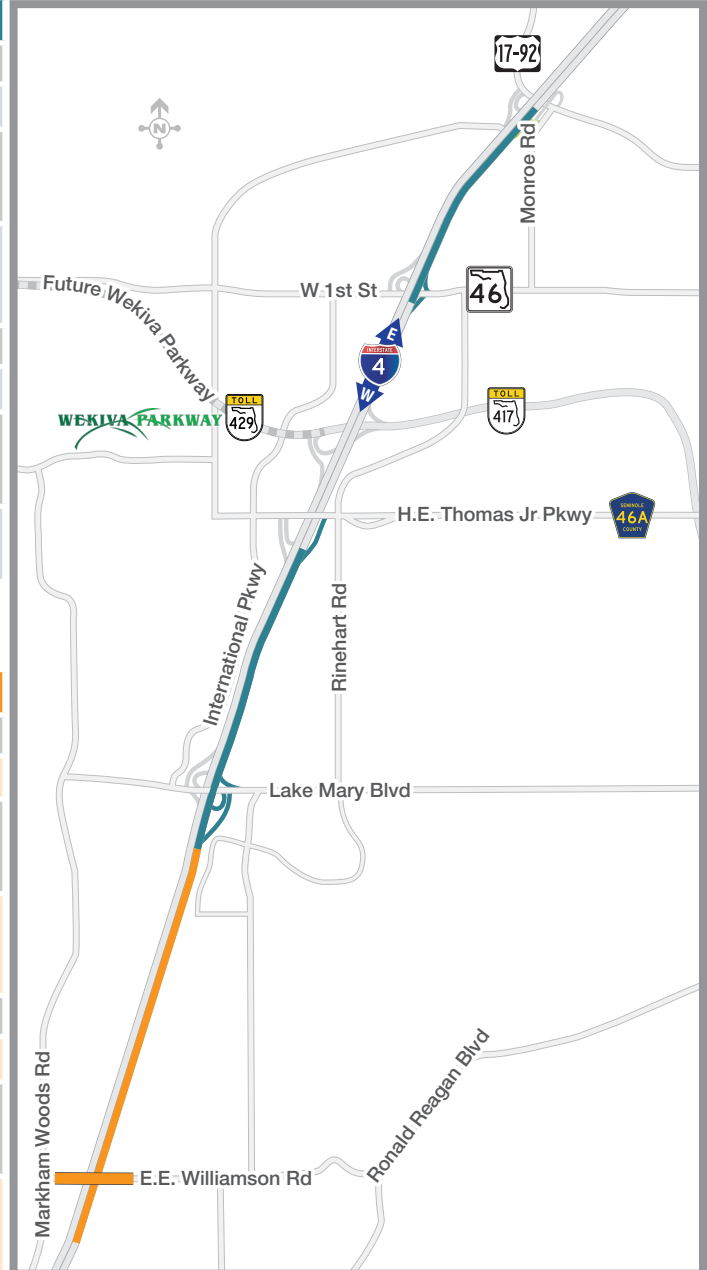 17-92
N
Monroe Rd
Future Wekiva Parkway
W 1st St
46
E
INTERSTATE
4
W
WEKIVA PARKWAY
TOLL
429
TOLL
417
H.E. Thomas Jr Pkwy
SEMINOLE
46A
COUNTY
International Pkwy
Rinehart Rd
Lake Mary Blvd
Markham Woods Rd
Ronald Reagan Blvd
E.E. Williamson Rd